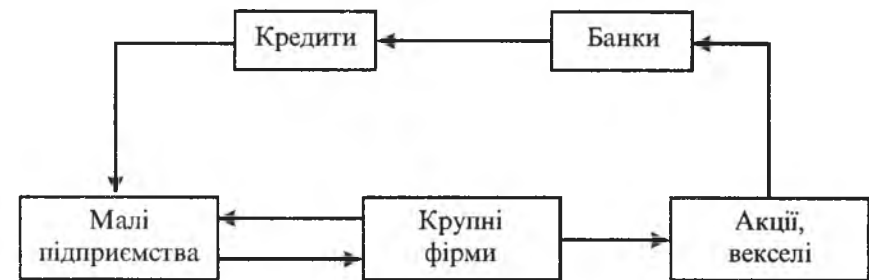 Кредити
Банки
Малі
підприємства
Крупні
фірми
Акції,
векселі